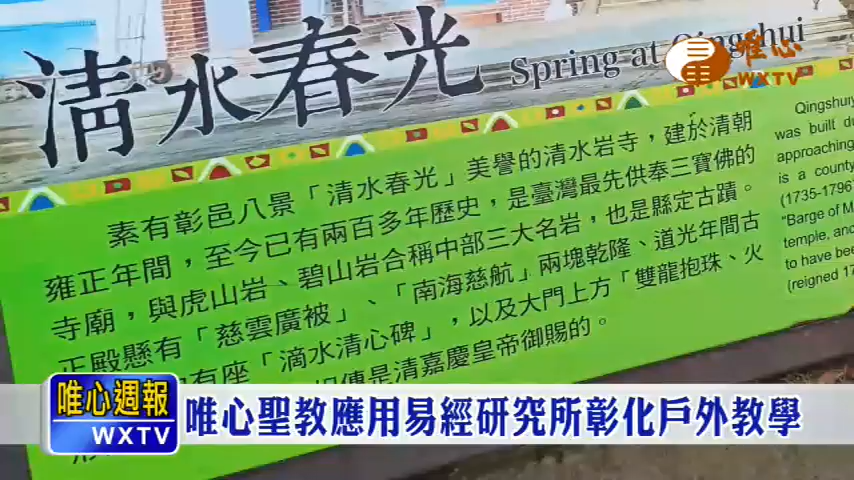 清水春光
Spring at Qingshui
唯心
WXTV
素有彰邑八景「清水春光」美譽的清水岩寺，建於清朝
雍正年間，至今已有兩百多年歷史，是臺灣最先供奉三寶佛的
寺廟，與虎山岩、碧山岩合稱中部三大名岩，也是縣定古蹟。
正殿懸有「慈雲廣被」、「南海慈航」兩塊乾隆、道光年間古
有座「滴水清心碑」，以及大門上方「雙龍抱珠、火
相傳是清嘉慶皇帝御賜的。
Qingshuiy
was built du
approaching
is a county
(1735-1796
"Barge of M
temple, and
to have bee
(reigned 17
唯心週報
WXTV
唯心聖教應用易經研究所彰化戶外教學